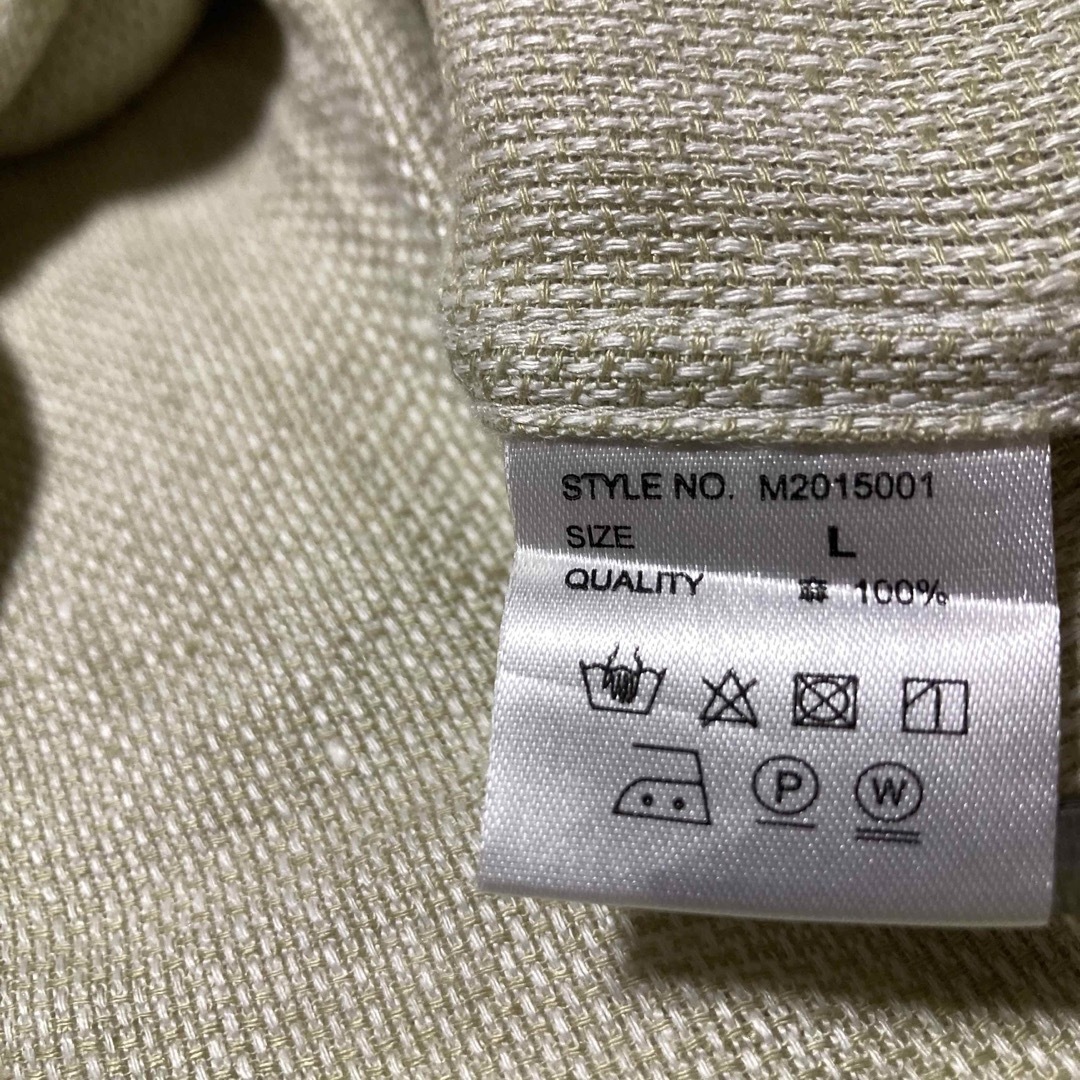 STYLE NO. M2015001
SIZE L
QUALITY 麻 100%
P W